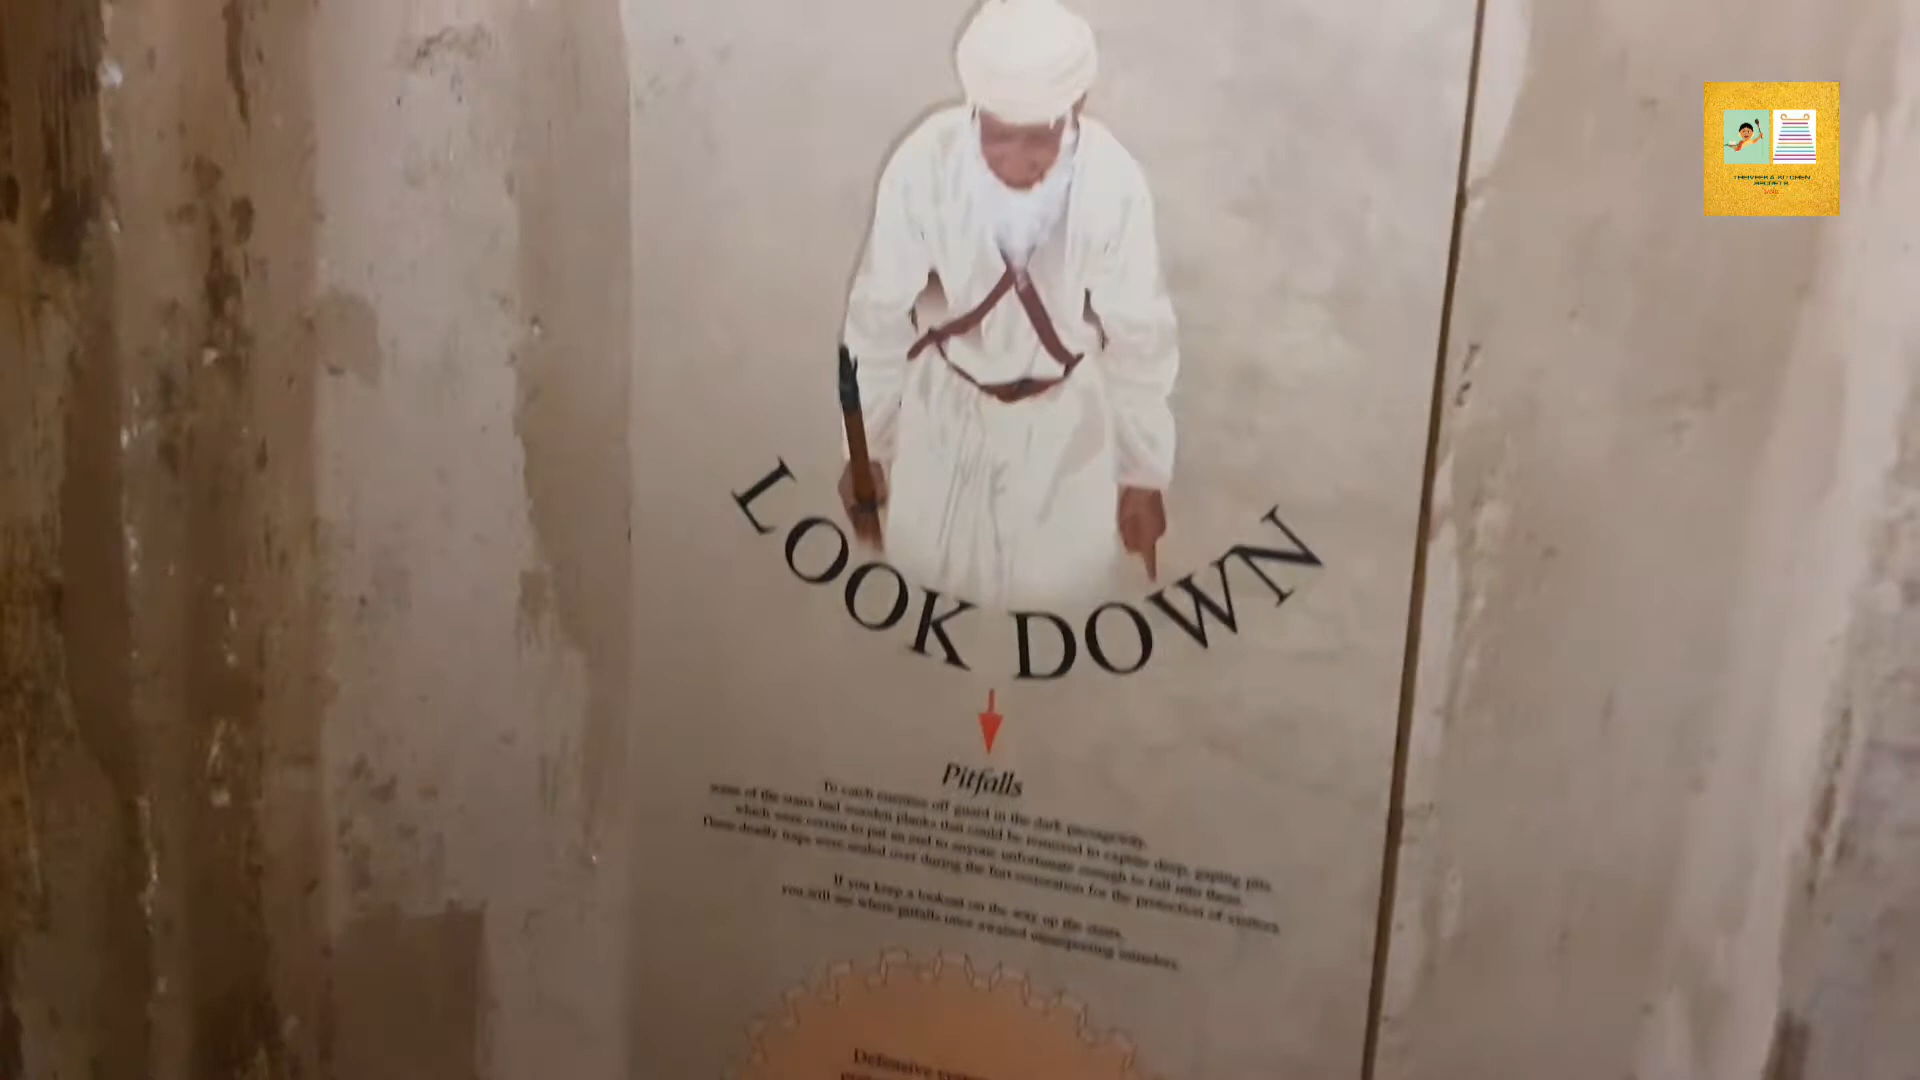 LOOK DOWN
Pitfalls
To catch enemies off guard in the dark passageway,
some of the stairs had wooden planks that could be removed to expose deep, gaping pits
which were certain to put an end to anyone unfortunate enough to fall into them.
These deadly traps were sealed over during the fort restoration for the protection of visitors.
If you keep a lookout on the way up the stairs,
you will see where pitfalls once awaited unsuspecting intruders.
Defensive
KITCHEN
SECRETS